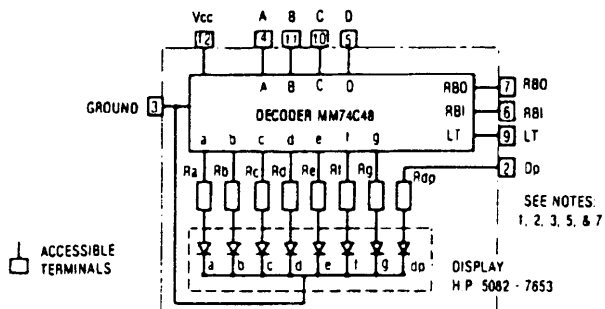 Vcc A B C D
12 4 11 10 5
A B C D
RBO 7 RBO
GROUND 3
DECODER MM74C48
RBI 6 RBI
LT 9 LT
a b c d e f g
2 Dp
Ra Rb Rc Rd Re Rf Rg Rdp
SEE NOTES:
1, 2, 3, 5, & 7
ACCESSIBLE
TERMINALS
a b c d e f g dp
DISPLAY
H P 5082 - 7653